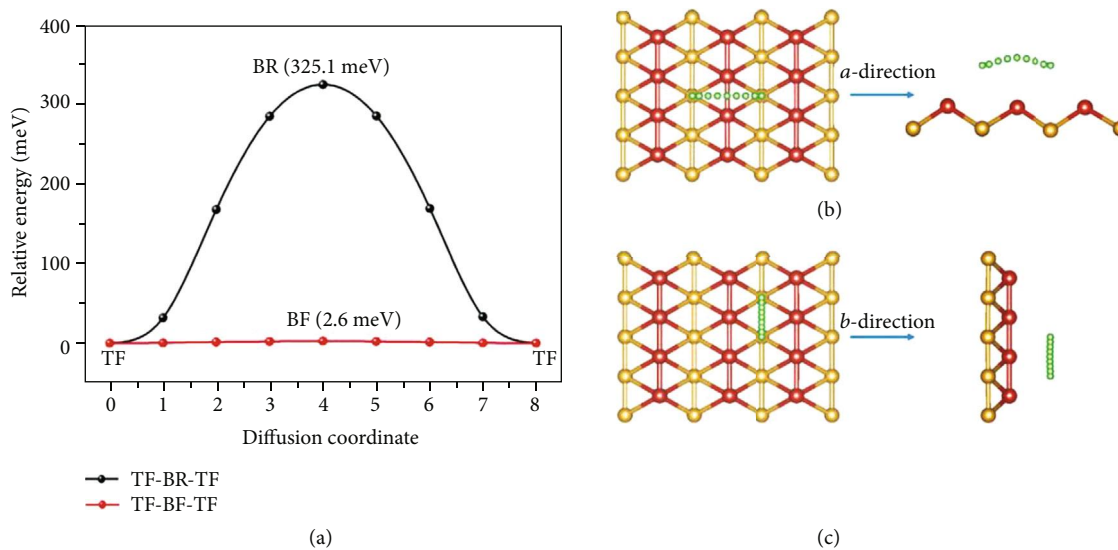 400
300
200
100
0
Relative energy (meV)
BR (325.1 meV)
BF (2.6 meV)
TF
TF
0 1 2 3 4 5 6 7 8
Diffusion coordinate
TF-BR-TF
TF-BF-TF
(a)
a-direction
(b)
b-direction
(c)